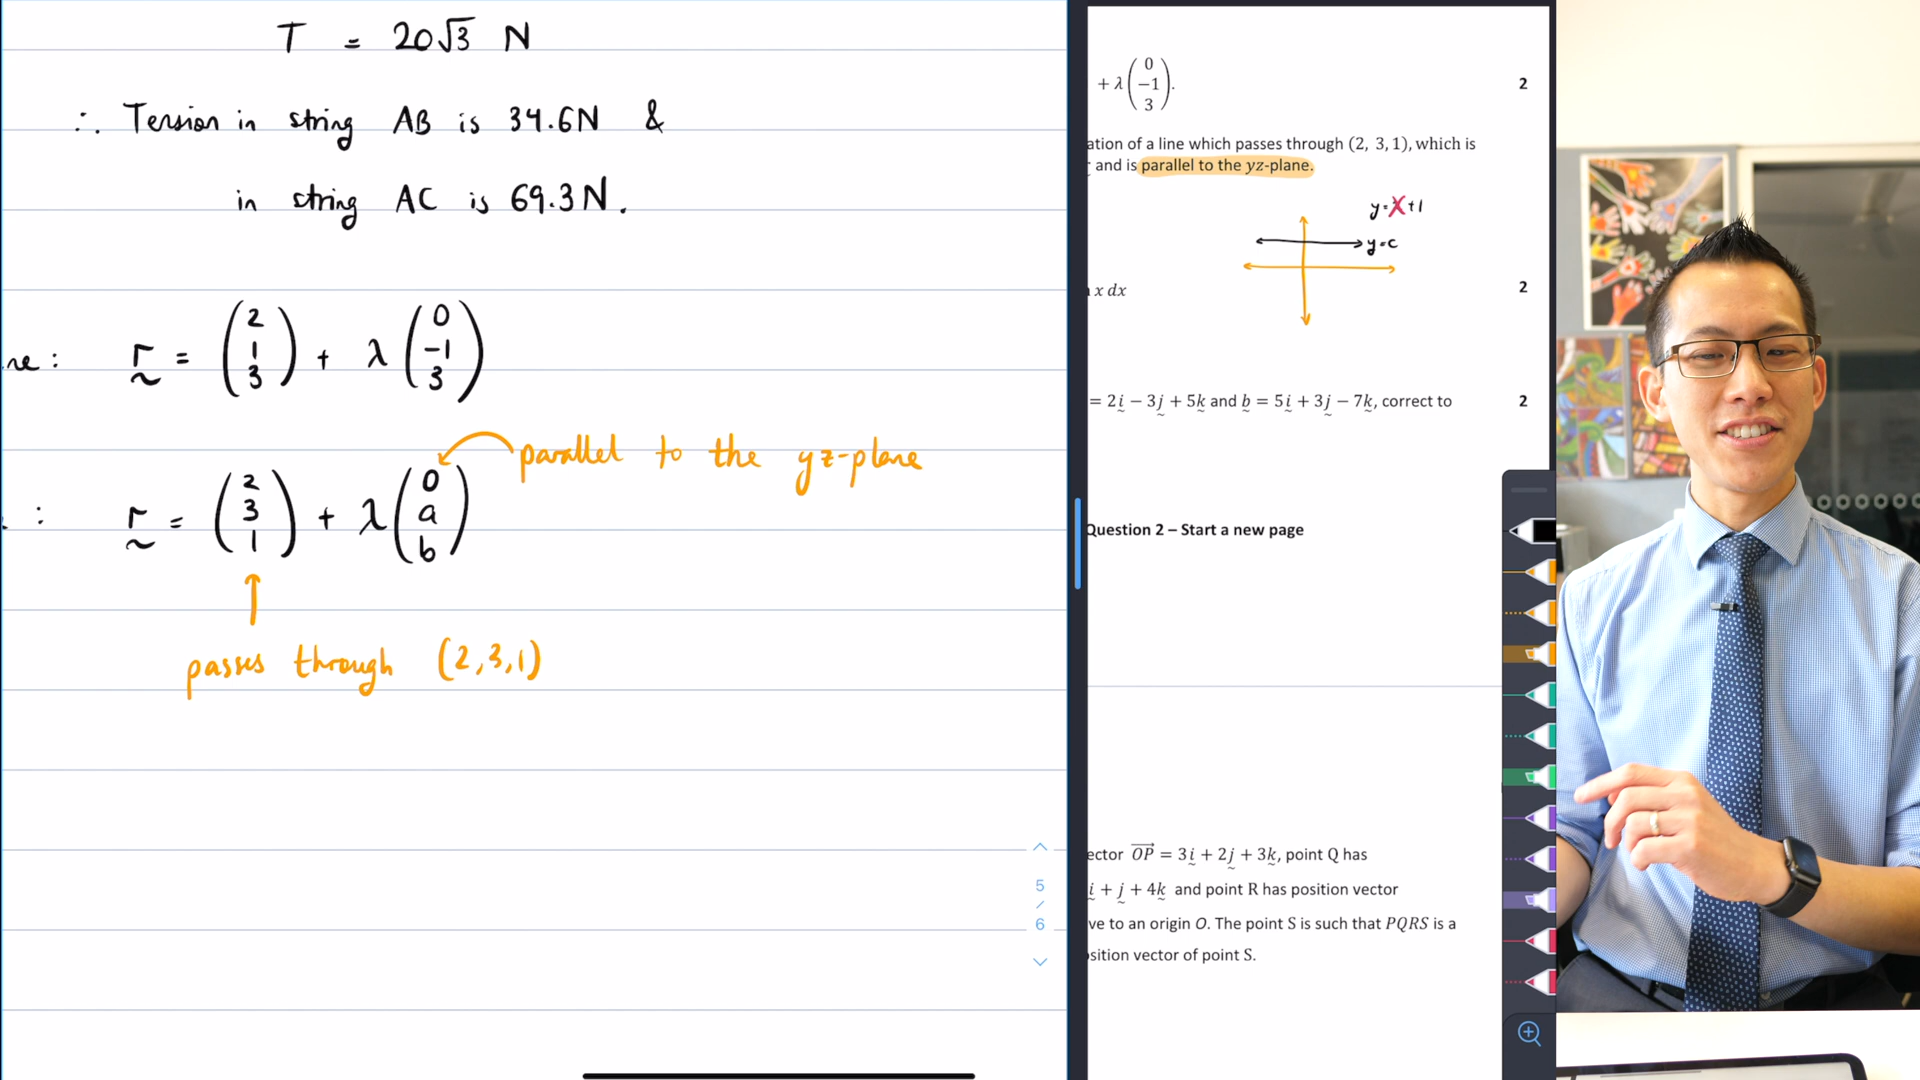 T = 20√3 N
∴ Tension in string AB is 34.6N &
in string AC is 69.3N.
ne: r = (2 1 3) + λ (0 -1 3)
: r = (2 3 1) + λ (0 a b)
parallel to the yz-plane
passes through (2,3,1)
5
/
6
+ λ (0 −1 3).
2
ation of a line which passes through (2, 3, 1), which is
and is parallel to the yz-plane.
y=x+1
y=c
x dx
2
= 2i − 3j + 5k and b = 5i + 3j − 7k, correct to
2
Question 2 – Start a new page
ector OP = 3i + 2j + 3k, point Q has
i + j + 4k and point R has position vector
ve to an origin O. The point S is such that PQRS is a
sition vector of point S.